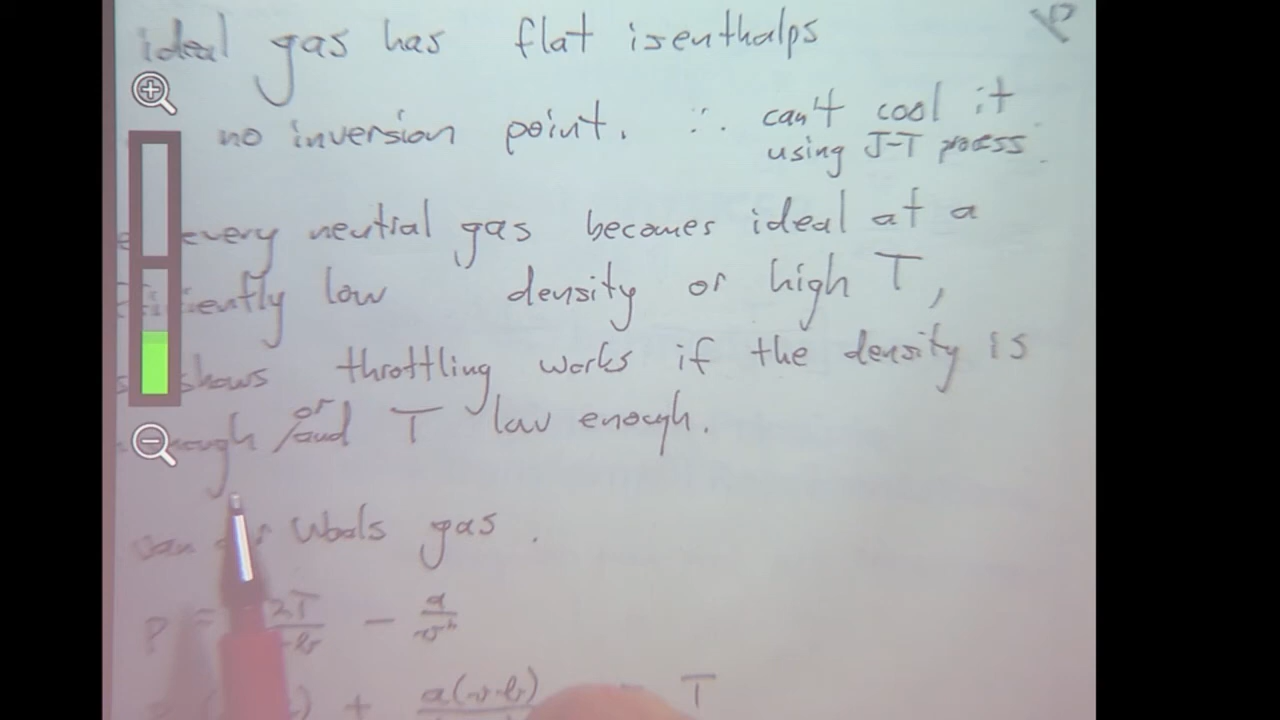 ideal gas has flat isenthalps
no inversion point. ∴ can't cool it
using J-T process.
every neutral gas becomes ideal at a
low density or high T,
shows throttling works if the density is
or/and T low enough.
van Waals gas.
P = - a
+ a(v-b) T